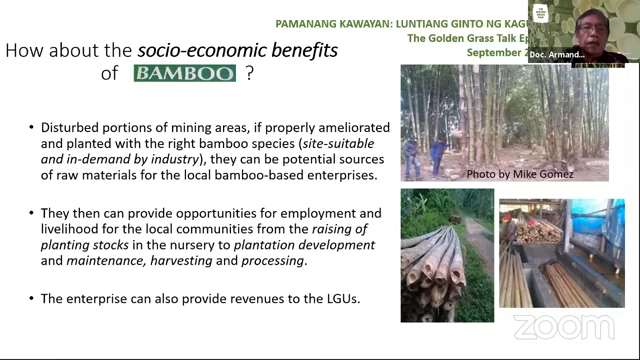 PAMANANG KAWAYAN: LUNTIANG GINTO NG
The Golden Grass Talk
September
Doc. Armand...
How about the socio-economic benefits
of BAMBOO ?
• Disturbed portions of mining areas, if properly ameliorated
and planted with the right bamboo species (site-suitable
and in-demand by industry), they can be potential sources
of raw materials for the local bamboo-based enterprises.
• They then can provide opportunities for employment and
livelihood for the local communities from the raising of
planting stocks in the nursery to plantation development
and maintenance, harvesting and processing.
• The enterprise can also provide revenues to the LGUs.
Photo by Mike Gomez
zoom